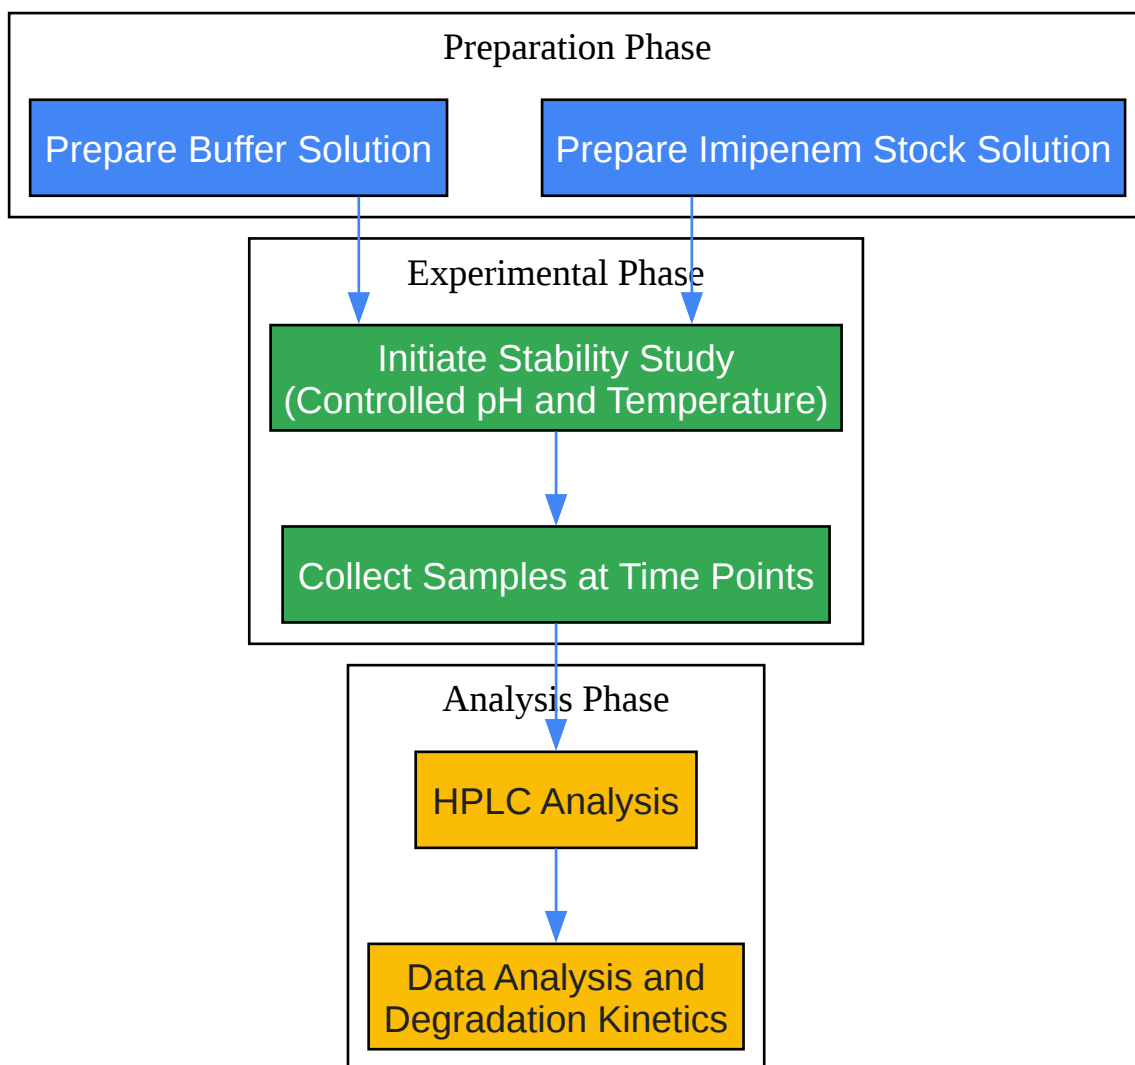 Preparation Phase
Prepare Buffer Solution
Prepare Imipenem Stock Solution
Experimental Phase
Initiate Stability Study
(Controlled pH and Temperature)
Collect Samples at Time Points
Analysis Phase
HPLC Analysis
Data Analysis and
Degradation Kinetics